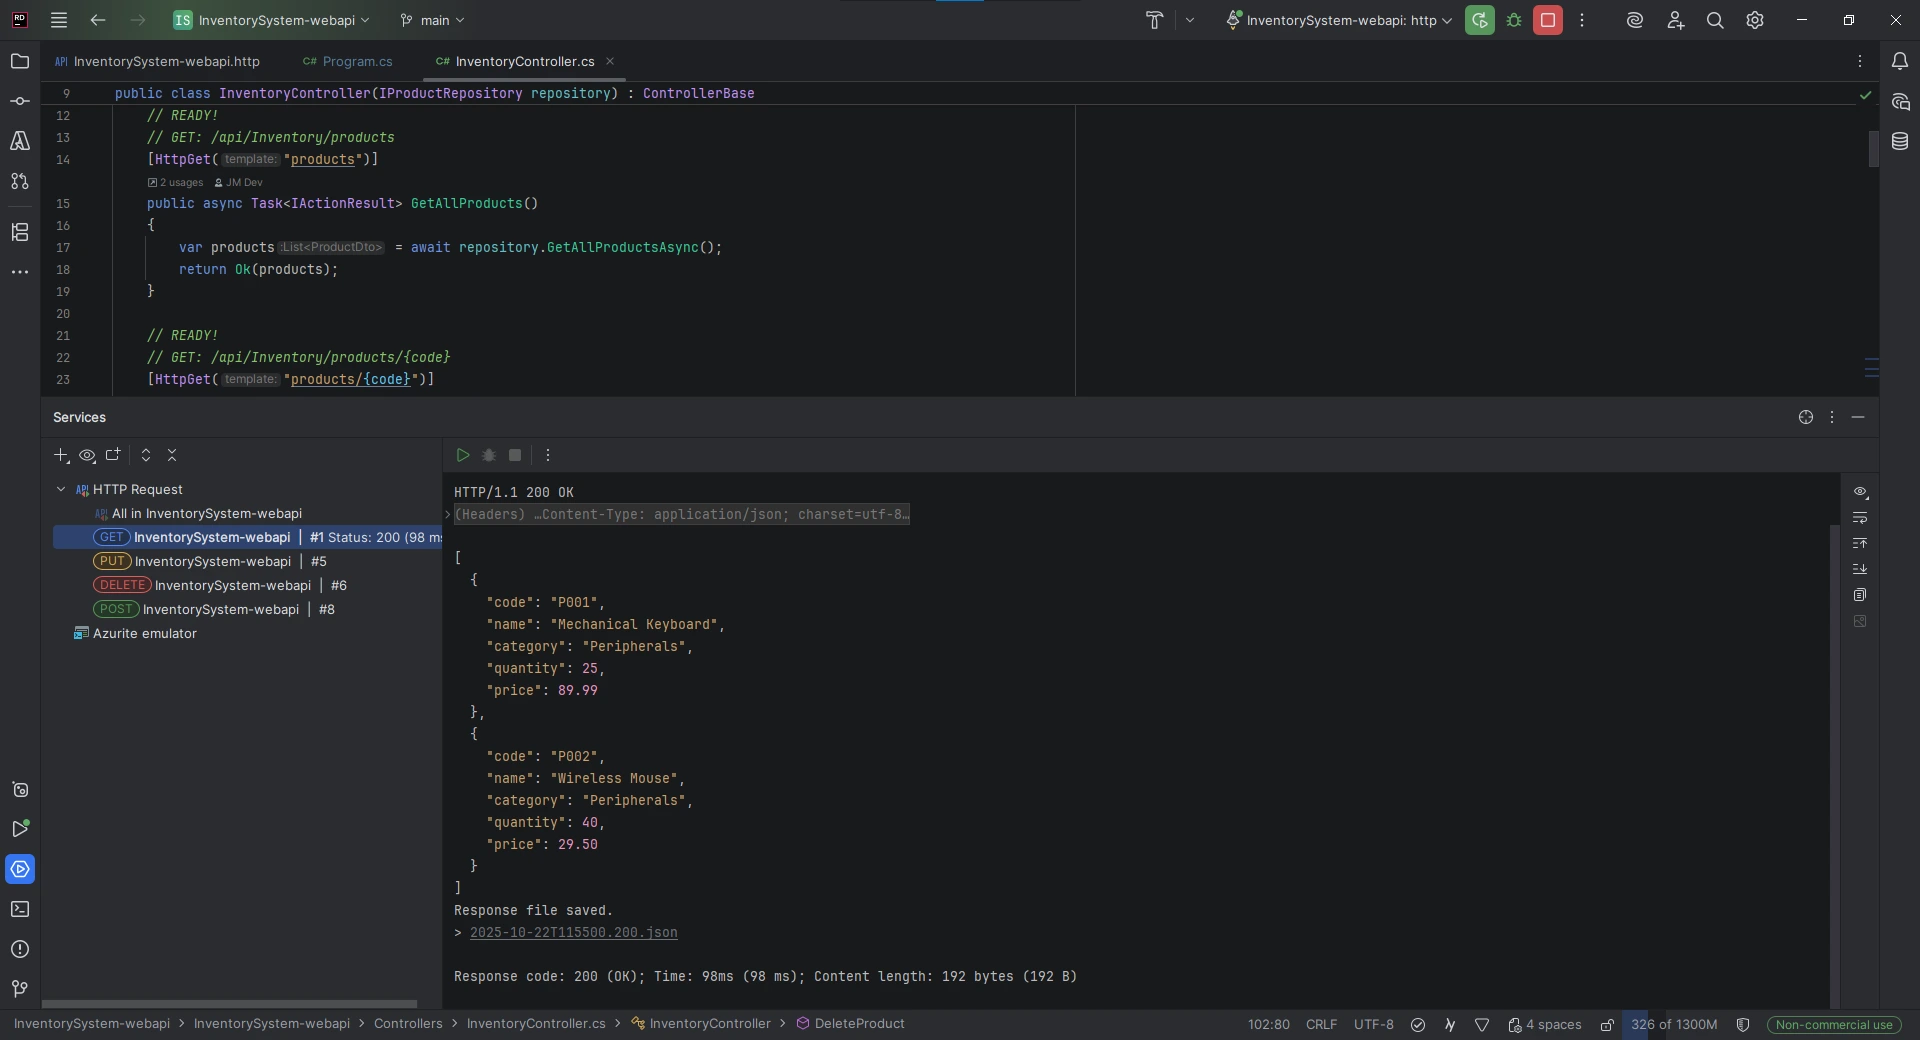 IS InventorySystem-webapi main InventorySystem-webapi: http
API InventorySystem-webapi.http C# Program.cs C# InventoryController.cs
9 public class InventoryController(IProductRepository repository) : ControllerBase
12 // READY!
13 // GET: /api/Inventory/products
14 [HttpGet( template: "products")]
2 usages JM Dev
15 public async Task<IActionResult> GetAllProducts()
16 {
17 var products :List<ProductDto> = await repository.GetAllProductsAsync();
18 return Ok(products);
19 }
20
21 // READY!
22 // GET: /api/Inventory/products/{code}
23 [HttpGet( template: "products/{code}")]
Services
API HTTP Request
API All in InventorySystem-webapi
GET InventorySystem-webapi | #1 Status: 200 (98 ms
PUT InventorySystem-webapi | #5
DELETE InventorySystem-webapi | #6
POST InventorySystem-webapi | #8
Azurite emulator
HTTP/1.1 200 OK
> (Headers) …Content-Type: application/json; charset=utf-8…
[
{
"code": "P001",
"name": "Mechanical Keyboard",
"category": "Peripherals",
"quantity": 25,
"price": 89.99
},
{
"code": "P002",
"name": "Wireless Mouse",
"category": "Peripherals",
"quantity": 40,
"price": 29.50
}
]
Response file saved.
> 2025-10-22T115500.200.json
Response code: 200 (OK); Time: 98ms (98 ms); Content length: 192 bytes (192 B)
InventorySystem-webapi > InventorySystem-webapi > Controllers > InventoryController.cs > InventoryController > DeleteProduct 102:80 CRLF UTF-8 4 spaces 326 of 1300M Non-commercial use